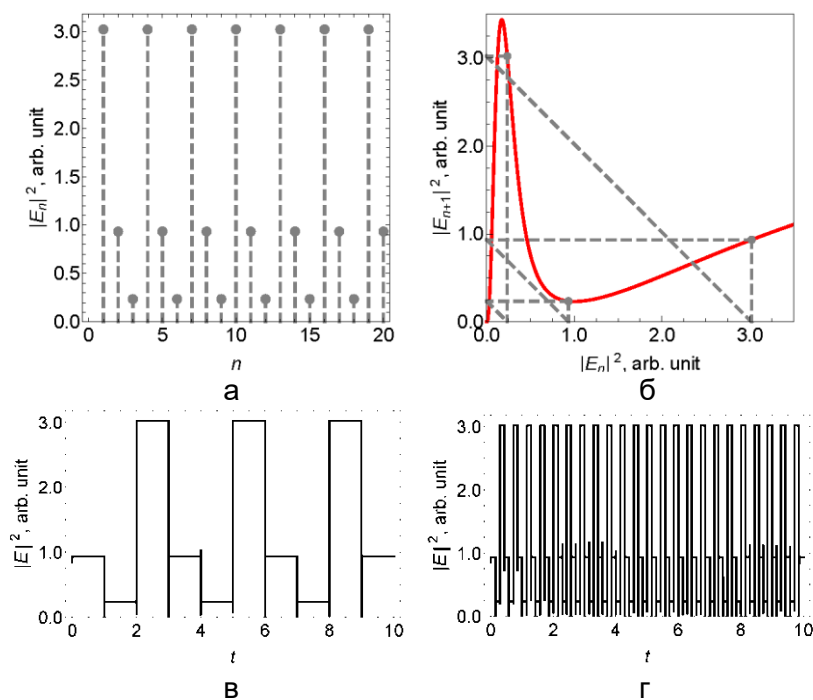 3.0
2.5
2.0
1.5
1.0
0.5
0.0
|Eₙ|², arb. unit
0 5 10 15 20
n
а
3.0
2.0
1.0
0.0
|Eₙ₊₁|², arb. unit
0.0 1.0 2.0 3.0
|Eₙ|², arb. unit
б
3.0
2.0
1.0
0.0
|E|², arb. unit
0 2 4 6 8 10
t
в
3.0
2.0
1.0
0.0
|E|², arb. unit
0 2 4 6 8 10
t
г